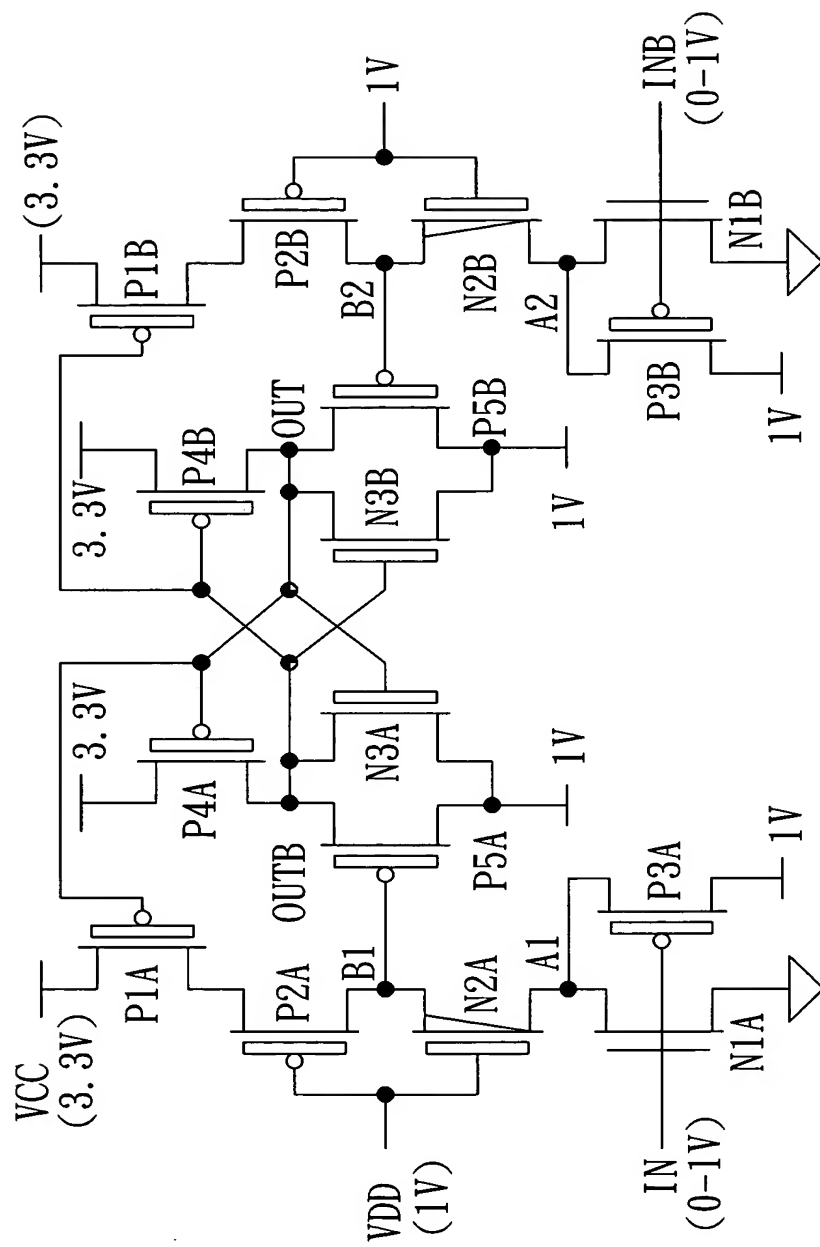 VCC
(3.3V)
P1A
3.3V
P4A
3.3V
P4B
P1B
(3.3V)
P2A
OUTB
OUT
P2B
VDD
(1V)
B1
B2
1V
N2A
P5A
N3A
N3B
P5B
N2B
A1
1V
1V
A2
IN
(0-1V)
N1A
P3A
1V
1V
P3B
N1B
INB
(0-1V)